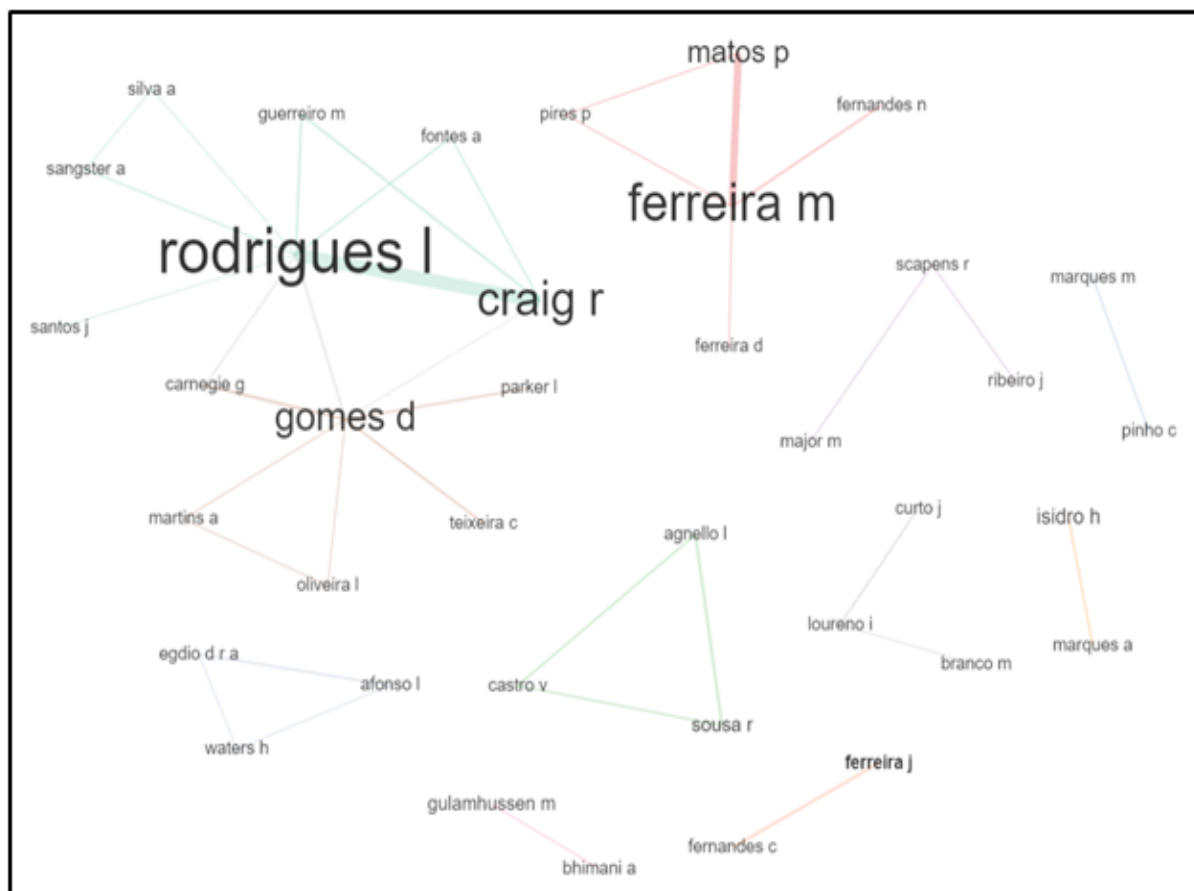 matos p
silva a
guerreiro m
pires p
fernandes n
fontes a
sangster a
ferreira m
rodrigues l
scapens r
marques m
craig r
santos j
ferreira d
carnegie g
parker l
ribeiro j
gomes d
major m
pinho c
martins a
teixeira c
agnello l
curto j
isidro h
oliveira l
loureno i
egdio d r a
marques a
branco m
afonso l
castro v
sousa r
waters h
ferreira j
gulamhussen m
fernandes c
bhimani a